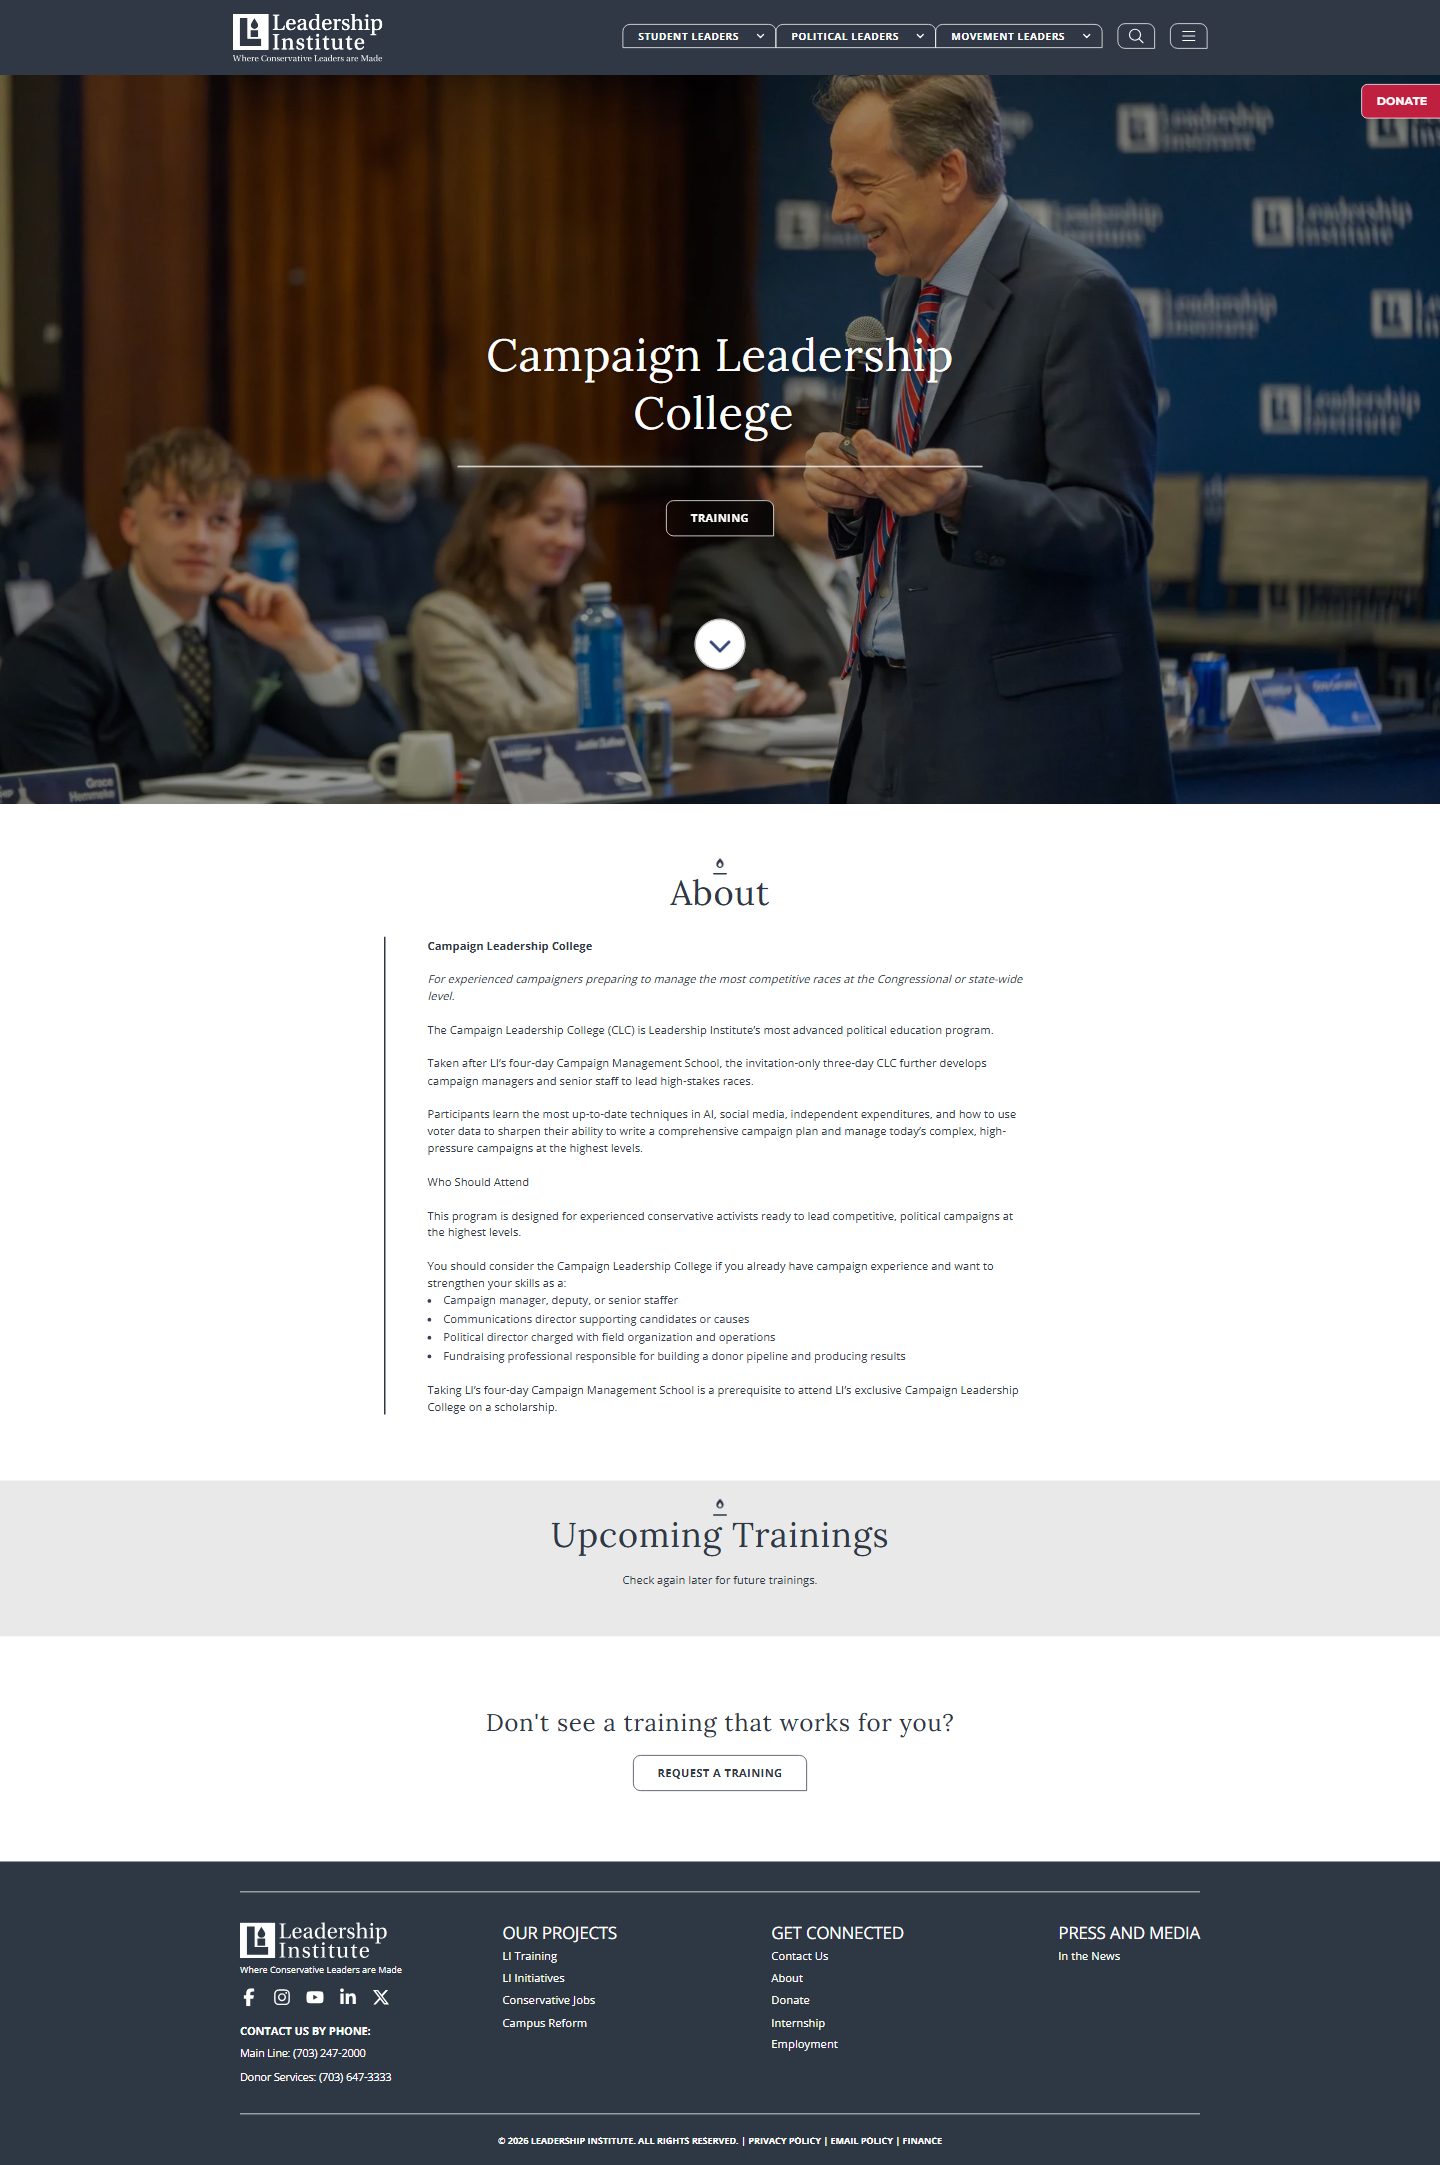 Leadership
Institute
Where Conservative Leaders are Made
STUDENT LEADERS
POLITICAL LEADERS
MOVEMENT LEADERS
DONATE
Leadership
Institute
Leadership
Institute
Leadership
Institute
Campaign Leadership
College
TRAINING
Grace
About
Campaign Leadership College
For experienced campaigners preparing to manage the most competitive races at the Congressional or state-wide
level.
The Campaign Leadership College (CLC) is Leadership Institute's most advanced political education program.
Taken after LI's four-day Campaign Management School, the invitation-only three-day CLC further develops
campaign managers and senior staff to lead high-stakes races.
Participants learn the most up-to-date techniques in AI, social media, independent expenditures, and how to use
voter data to sharpen their ability to write a comprehensive campaign plan and manage today's complex, high-
pressure campaigns at the highest levels.
Who Should Attend
This program is designed for experienced conservative activists ready to lead competitive, political campaigns at
the highest levels.
You should consider the Campaign Leadership College if you already have campaign experience and want to
strengthen your skills as a:
• Campaign manager, deputy, or senior staffer
• Communications director supporting candidates or causes
• Political director charged with field organization and operations
• Fundraising professional responsible for building a donor pipeline and producing results
Taking LI's four-day Campaign Management School is a prerequisite to attend LI's exclusive Campaign Leadership
College on a scholarship.
Upcoming Trainings
Check again later for future trainings.
Don't see a training that works for you?
REQUEST A TRAINING
Leadership
Institute
Where Conservative Leaders are Made
CONTACT US BY PHONE:
Main Line: (703) 247-2000
Donor Services: (703) 647-3333
OUR PROJECTS
LI Training
LI Initiatives
Conservative Jobs
Campus Reform
GET CONNECTED
Contact Us
About
Donate
Internship
Employment
PRESS AND MEDIA
In the News
© 2026 LEADERSHIP INSTITUTE. ALL RIGHTS RESERVED. | PRIVACY POLICY | EMAIL POLICY | FINANCE